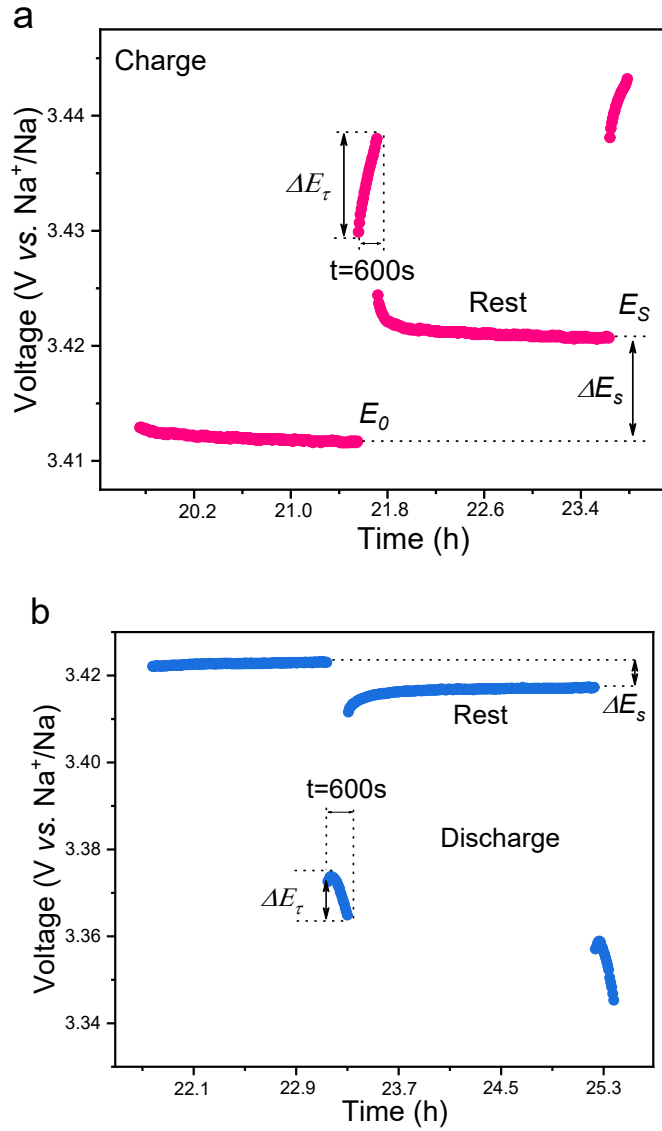 a
Charge
3.44
3.43
3.42
3.41
ΔEτ
t=600s
Rest
ES
ΔEs
E0
20.2 21.0 21.8 22.6 23.4
Time (h)
Voltage (V vs. Na⁺/Na)
b
3.42
3.40
3.38
3.36
3.34
ΔEs
Rest
t=600s
Discharge
ΔEτ
22.1 22.9 23.7 24.5 25.3
Time (h)
Voltage (V vs. Na⁺/Na)